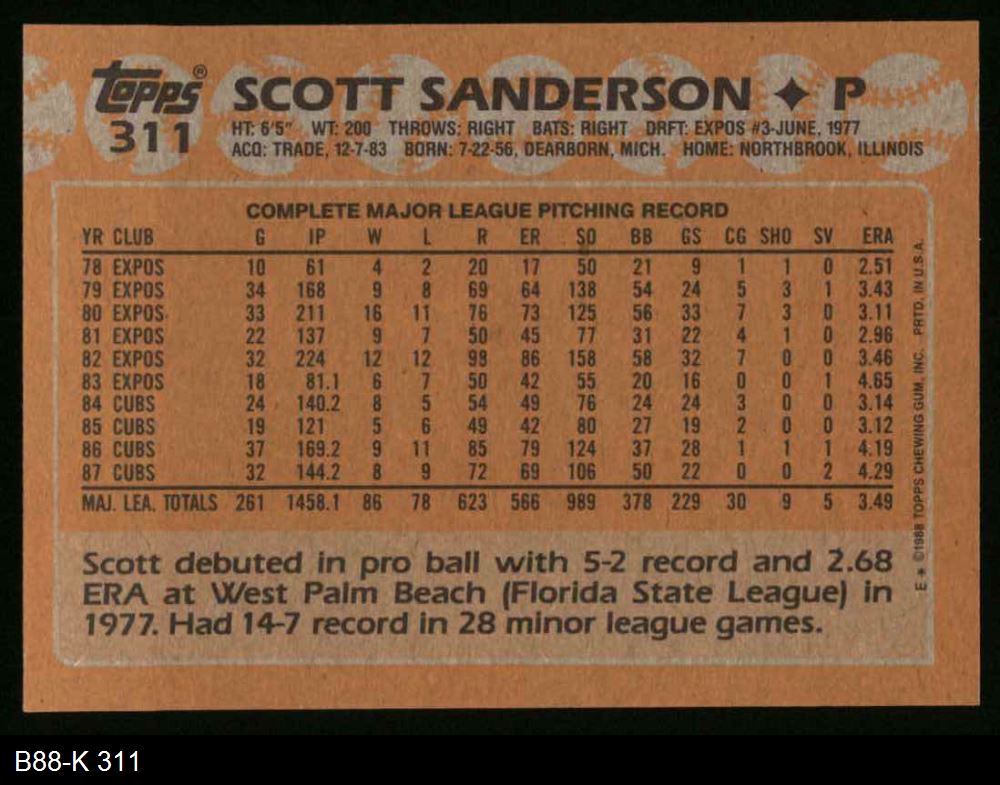 Topps® SCOTT SANDERSON ✦ P
311 HT: 6'5" WT: 200 THROWS: RIGHT BATS: RIGHT DRFT: EXPOS #3-JUNE, 1977
ACQ: TRADE, 12-7-83 BORN: 7-22-56, DEARBORN, MICH. HOME: NORTHBROOK, ILLINOIS
COMPLETE MAJOR LEAGUE PITCHING RECORD
YR CLUB G IP W L R ER SO BB GS CG SHO SV ERA
78 EXPOS 10 61 4 2 20 17 50 21 9 1 1 0 2.51
79 EXPOS 34 168 9 8 69 64 138 54 24 5 3 1 3.43
80 EXPOS 33 211 16 11 76 73 125 56 33 7 3 0 3.11
81 EXPOS 22 137 9 7 50 45 77 31 22 4 1 0 2.96
82 EXPOS 32 224 12 12 98 86 158 58 32 7 0 0 3.46
83 EXPOS 18 81.1 6 7 50 42 55 20 16 0 0 1 4.65
84 CUBS 24 140.2 8 5 54 49 76 24 24 3 0 0 3.14
85 CUBS 19 121 5 6 49 42 80 27 19 2 0 0 3.12
86 CUBS 37 169.2 9 11 85 79 124 37 28 1 1 1 4.19
87 CUBS 32 144.2 8 9 72 69 106 50 22 0 0 2 4.29
MAJ. LEA. TOTALS 261 1458.1 86 78 623 566 989 378 229 30 9 5 3.49
Scott debuted in pro ball with 5-2 record and 2.68
ERA at West Palm Beach (Florida State League) in
1977. Had 14-7 record in 28 minor league games.
E* ©1988 TOPPS CHEWING GUM, INC. PRTD. IN U.S.A.
B88-K 311